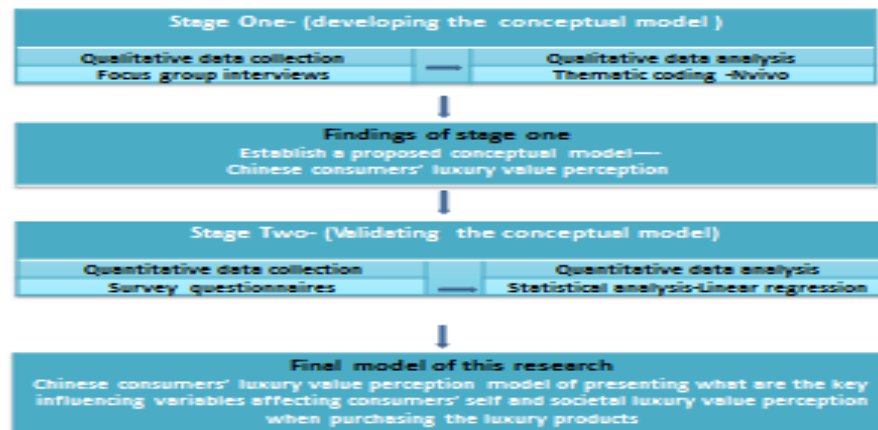 Stage One- (developing the conceptual model )
Qualitative data collection
Focus group interviews
Qualitative data analysis
Thematic coding -Nvivo
Findings of stage one
Establish a proposed conceptual model—-
Chinese consumers' luxury value perception
Stage Two- (Validating the conceptual model)
Quantitative data collection
Survey questionnaires
Quantitative data analysis
Statistical analysis-Linear regression
Final model of this research
Chinese consumers' luxury value perception model of presenting what are the key
influencing variables affecting consumers' self and societal luxury value perception
when purchasing the luxury products